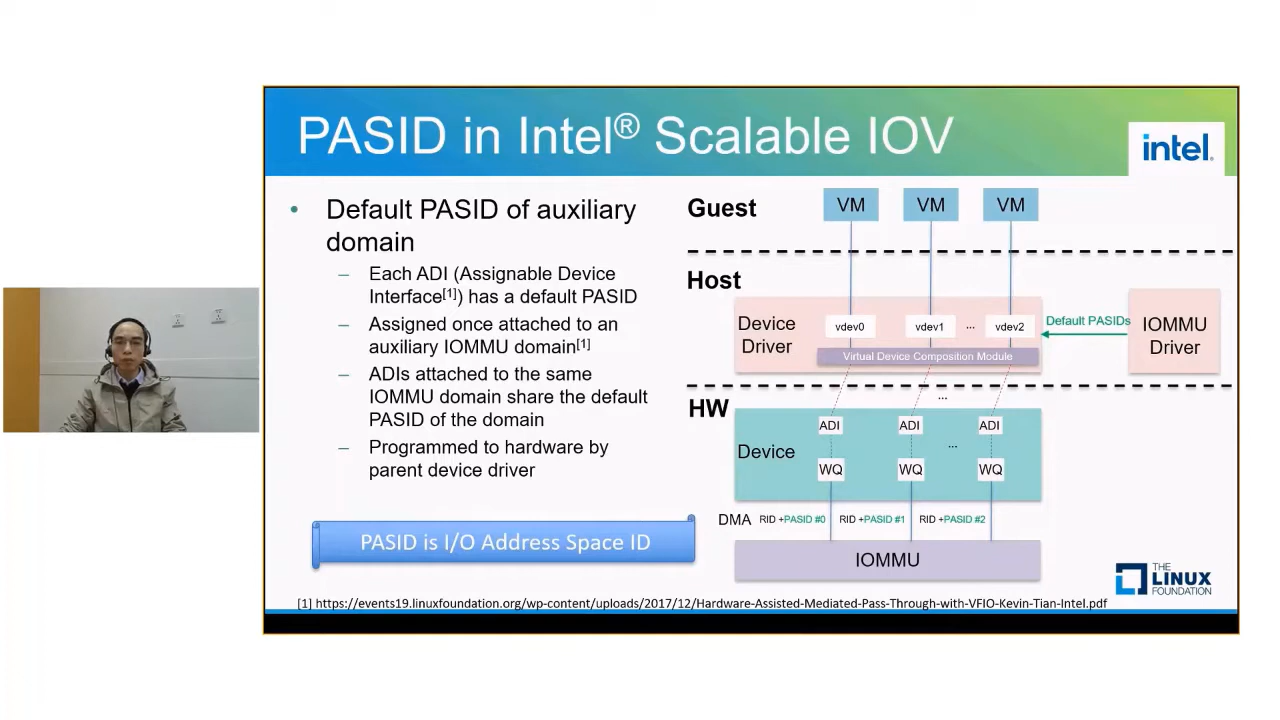 PASID in Intel® Scalable IOV
intel.
• Default PASID of auxiliary
domain
– Each ADI (Assignable Device
Interface[1]) has a default PASID
– Assigned once attached to an
auxiliary IOMMU domain[1]
– ADIs attached to the same
IOMMU domain share the default
PASID of the domain
– Programmed to hardware by
parent device driver
PASID is I/O Address Space ID
Guest
VM VM VM
Host
Device
Driver
vdev0 vdev1 ... vdev2
Virtual Device Composition Module
Default PASIDs
IOMMU
Driver
HW
...
Device
ADI ADI ADI
...
WQ WQ WQ
DMA RID +PASID #0 RID +PASID #1 RID +PASID #2
IOMMU
THE
LINUX
FOUNDATION
[1] https://events19.linuxfoundation.org/wp-content/uploads/2017/12/Hardware-Assisted-Mediated-Pass-Through-with-VFIO-Kevin-Tian-Intel.pdf